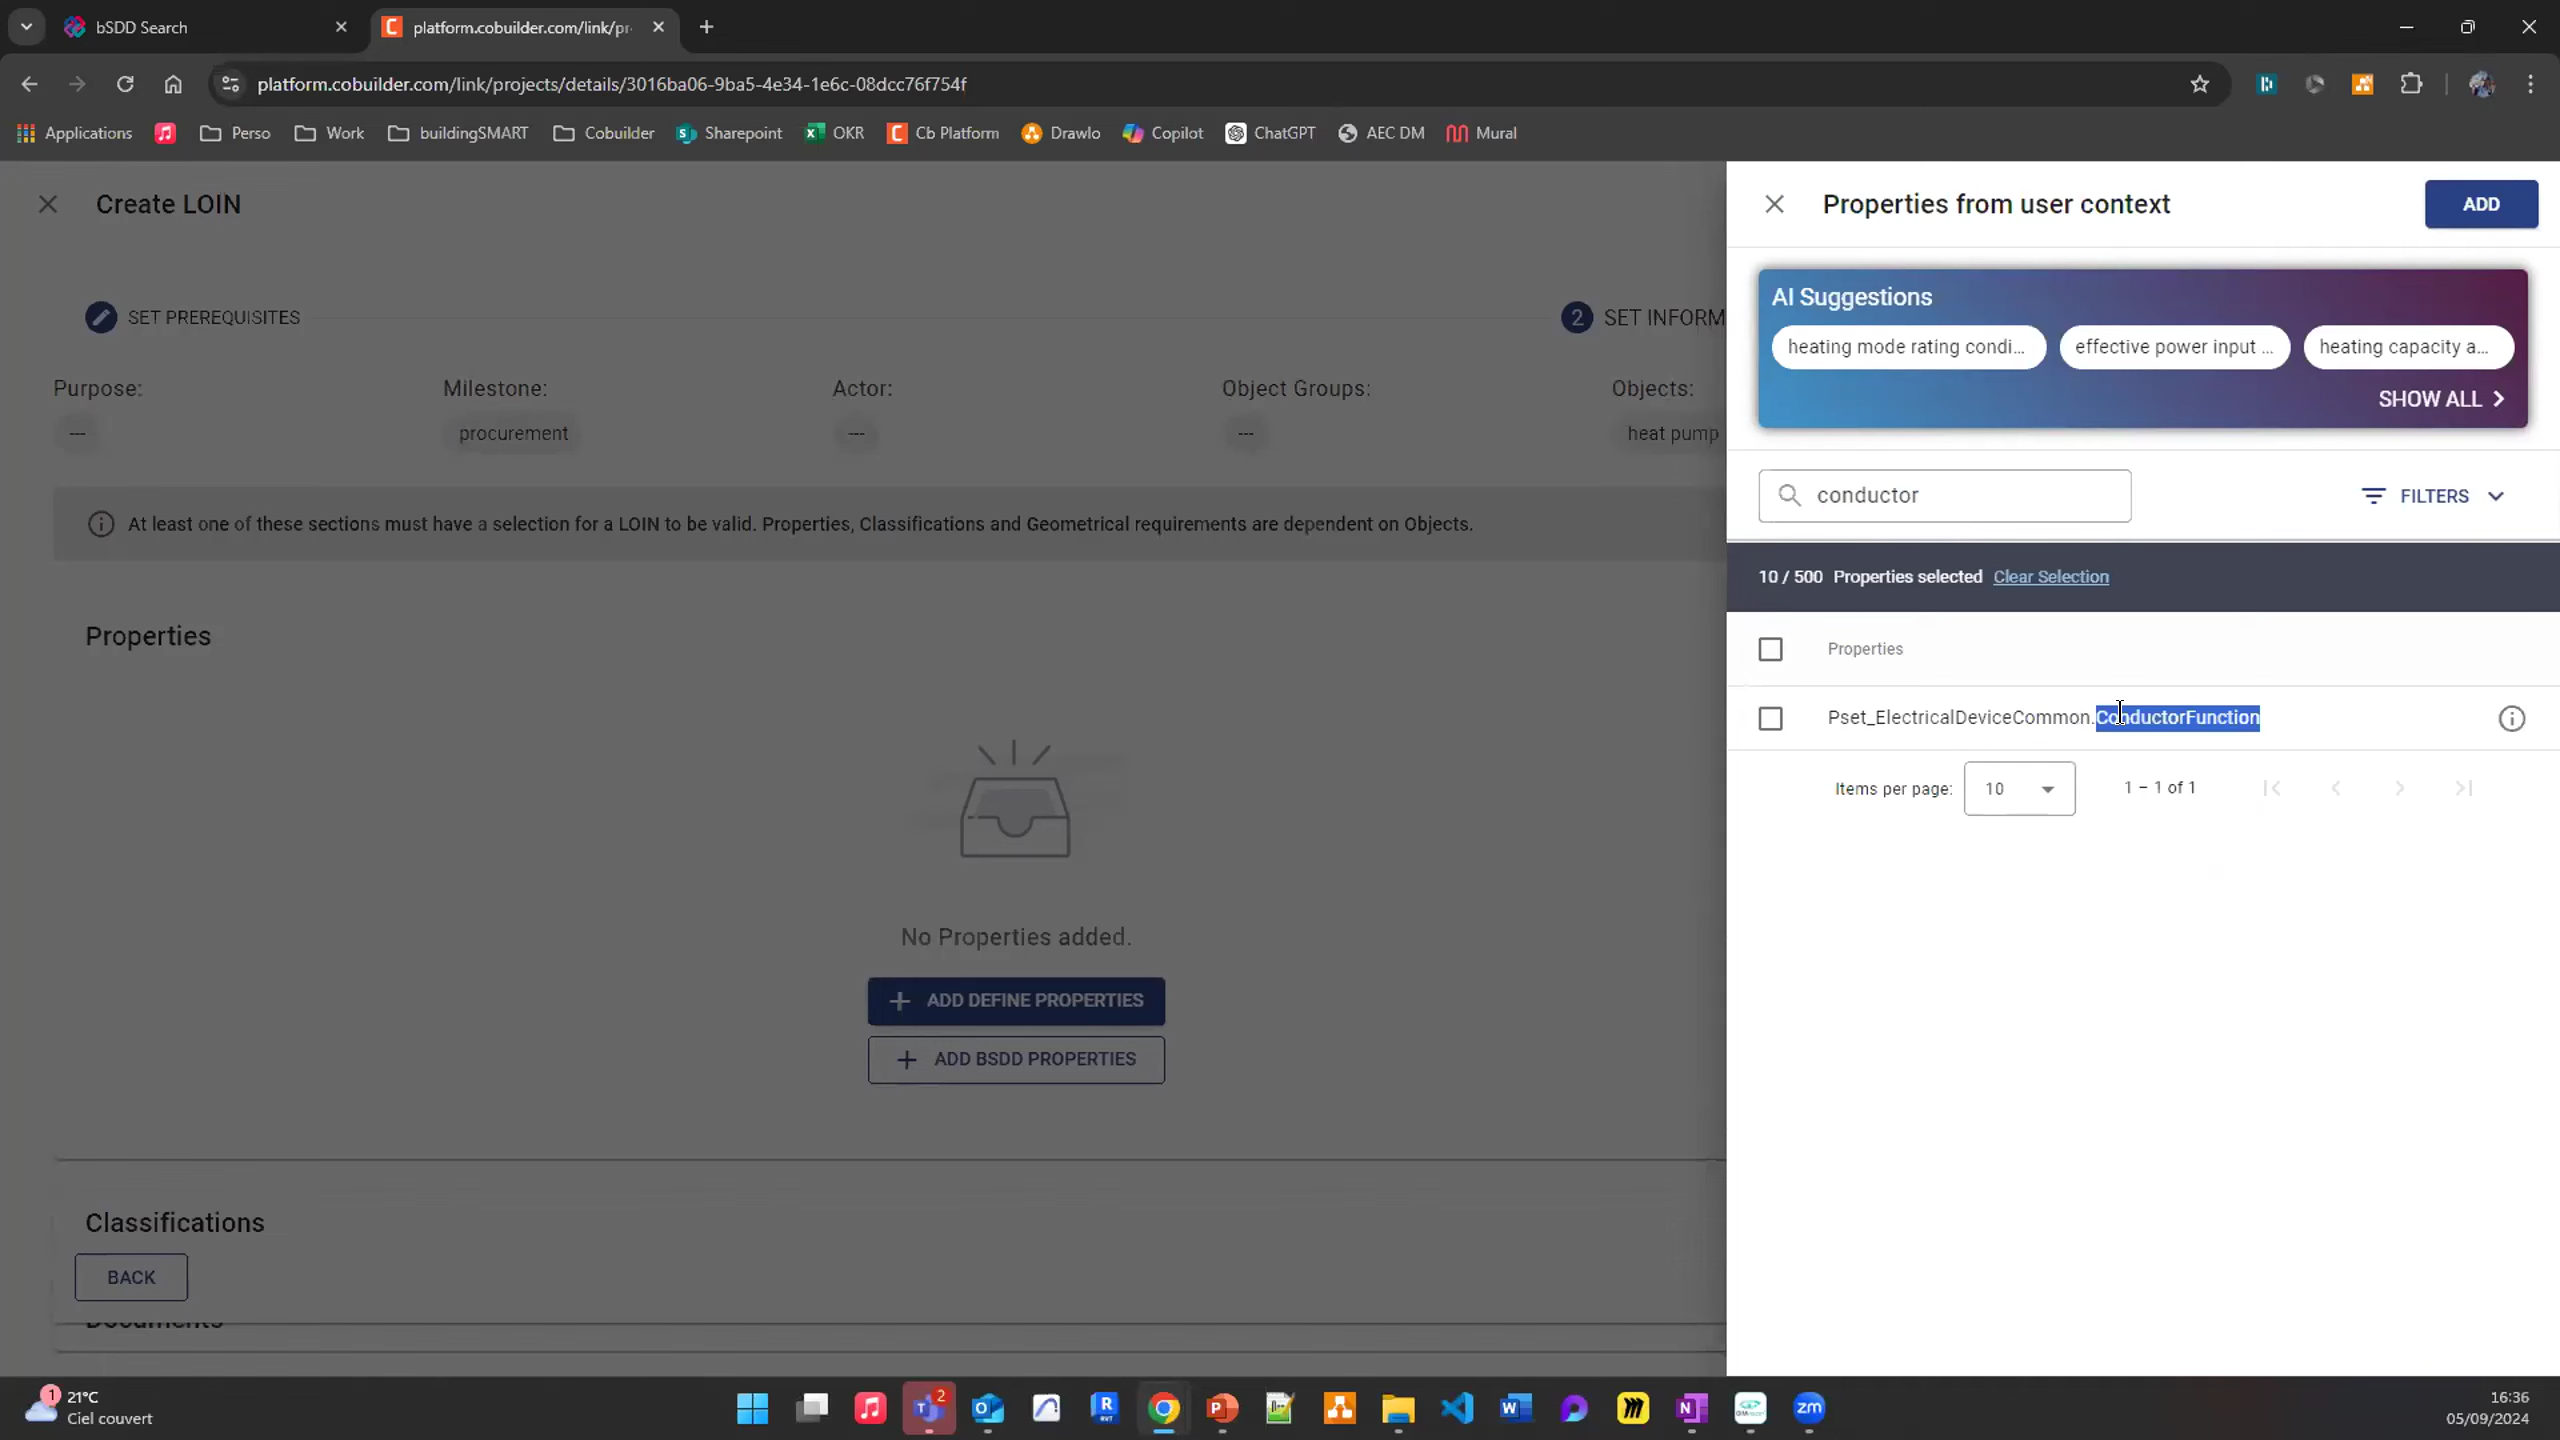 bSDD Search
platform.cobuilder.com/link/pr
platform.cobuilder.com/link/projects/details/3016ba06-9ba5-4e34-1e6c-08dcc76f754f
Applications Perso Work buildingSMART Cobuilder Sharepoint OKR Cb Platform DrawIo Copilot ChatGPT AEC DM Mural
Create LOIN
SET PREREQUISITES
2 SET INFORM
Purpose: Milestone: Actor: Object Groups: Objects:
--- procurement --- --- heat pump
At least one of these sections must have a selection for a LOIN to be valid. Properties, Classifications and Geometrical requirements are dependent on Objects.
Properties
No Properties added.
ADD DEFINE PROPERTIES
ADD BSDD PROPERTIES
Classifications
BACK
Documents
Properties from user context
ADD
AI Suggestions
heating mode rating condi... effective power input ... heating capacity a...
SHOW ALL
conductor
FILTERS
10 / 500 Properties selected Clear Selection
Properties
Pset_ElectricalDeviceCommon.ConductorFunction
Items per page: 10 1 – 1 of 1
1
21°C
Ciel couvert
2
16:36
05/09/2024